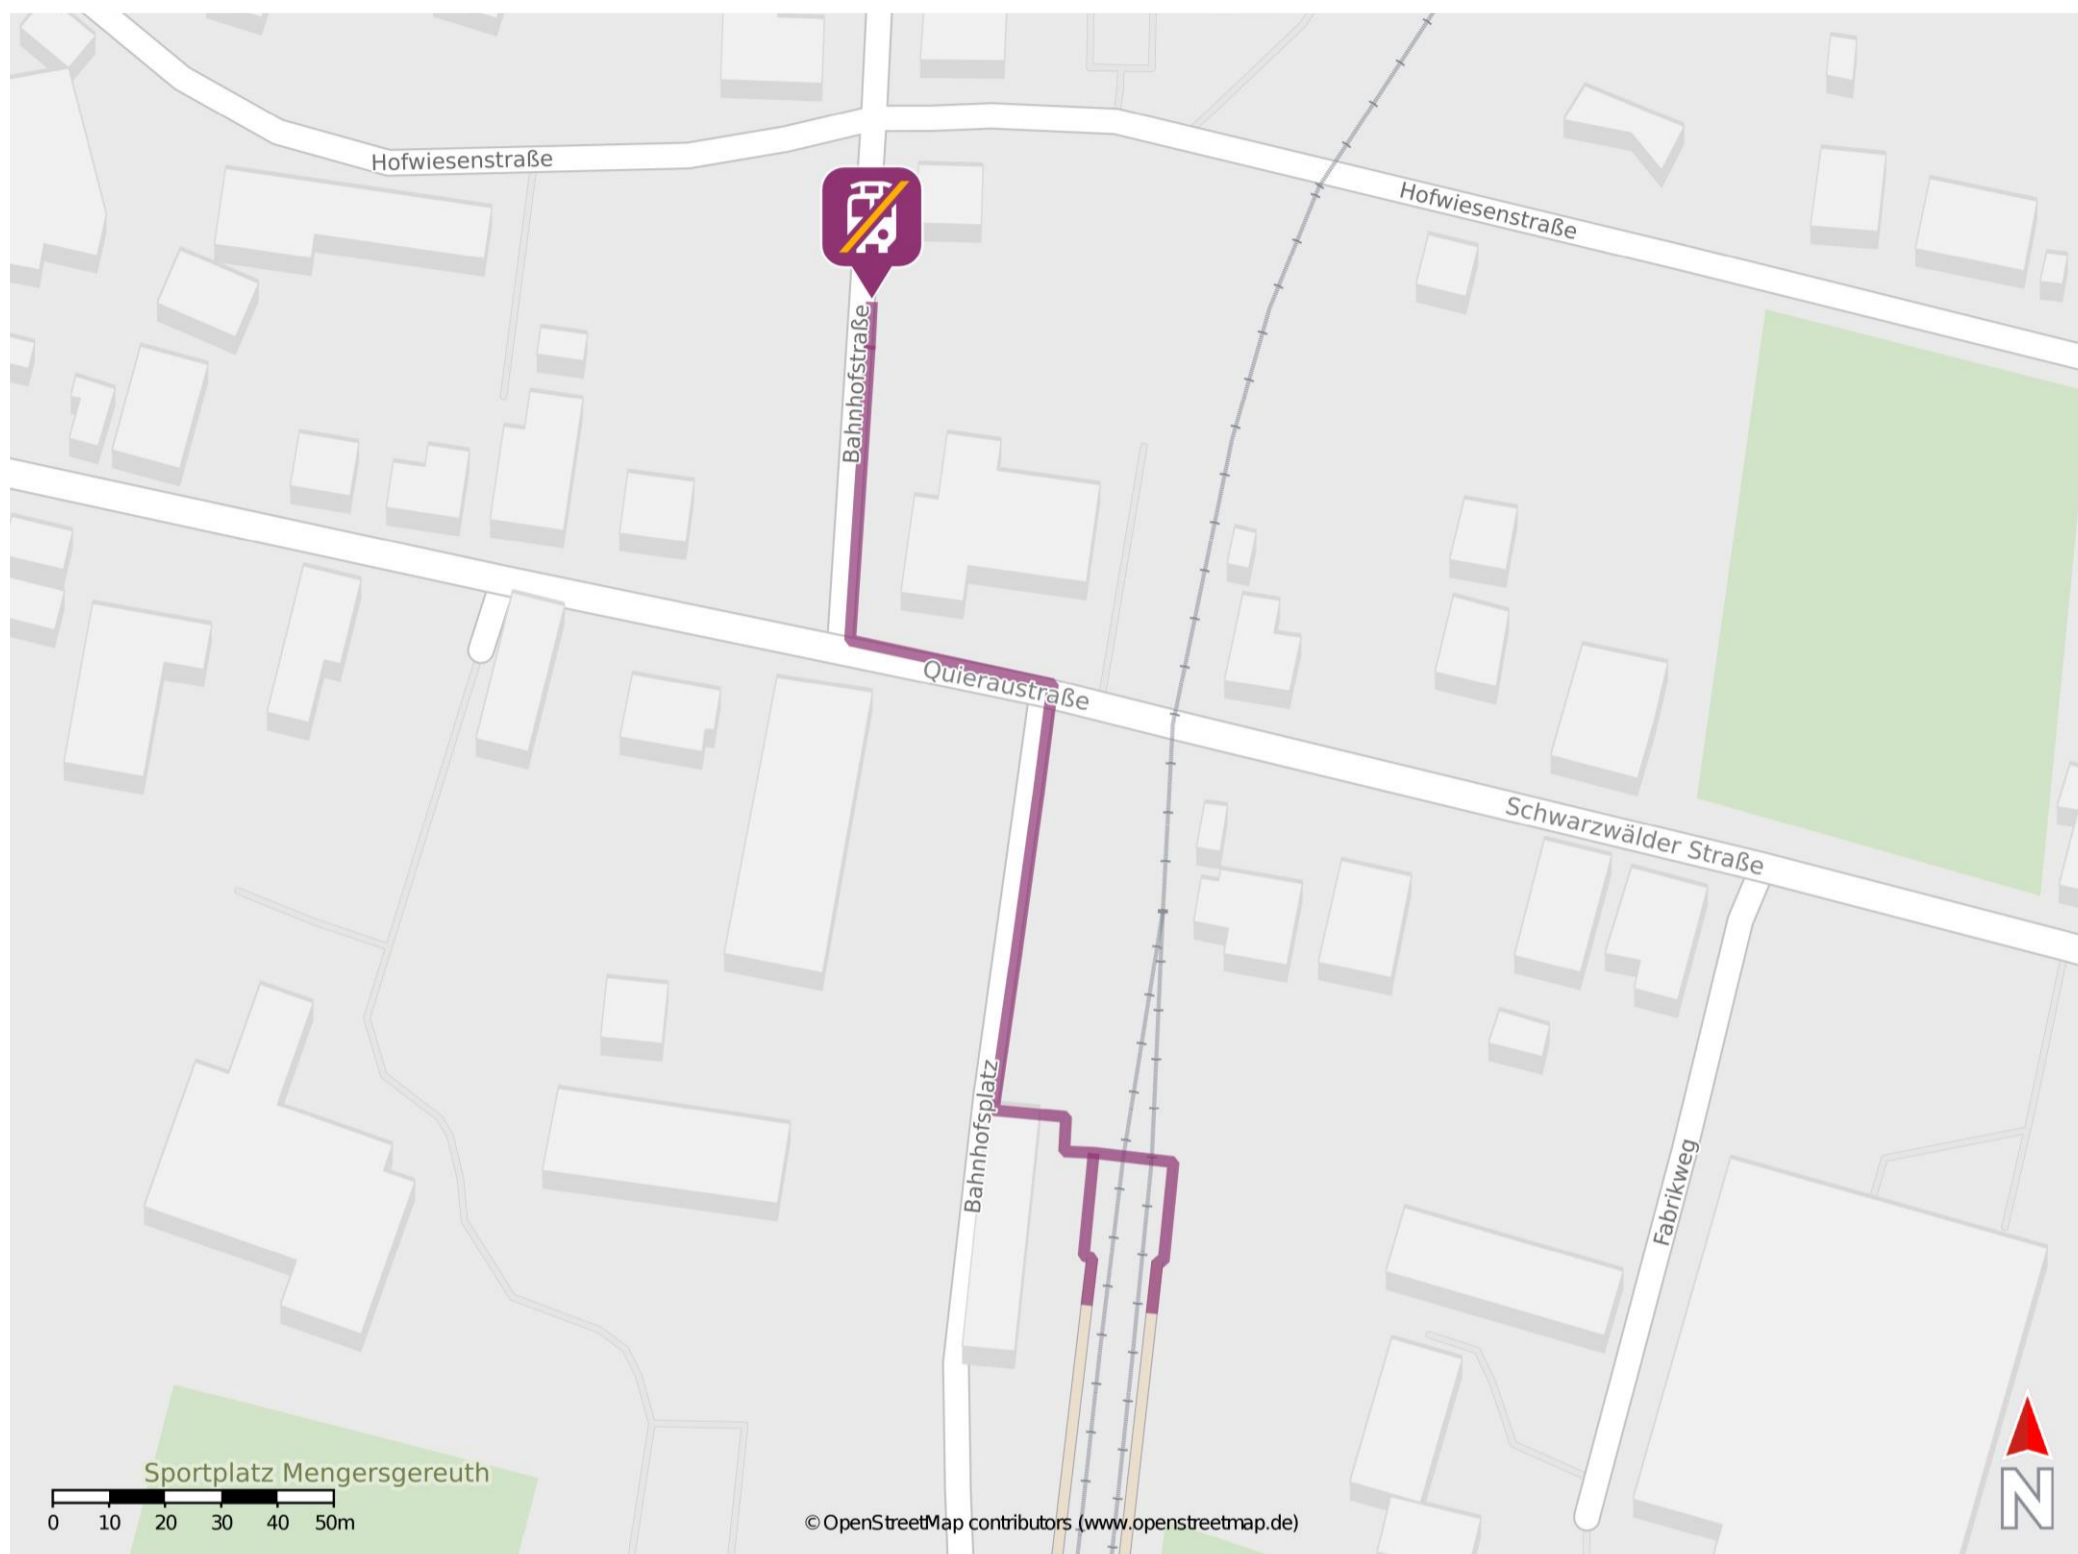 Hofwiesenstraße
Hofwiesenstraße
Bahnhofstraße
Quieraustraße
Schwarzwälder Straße
Bahnhofsplatz
Fabrikweg
Sportplatz Mengersgereuth
0 10 20 30 40 50m
© OpenStreetMap contributors (www.openstreetmap.de)
N